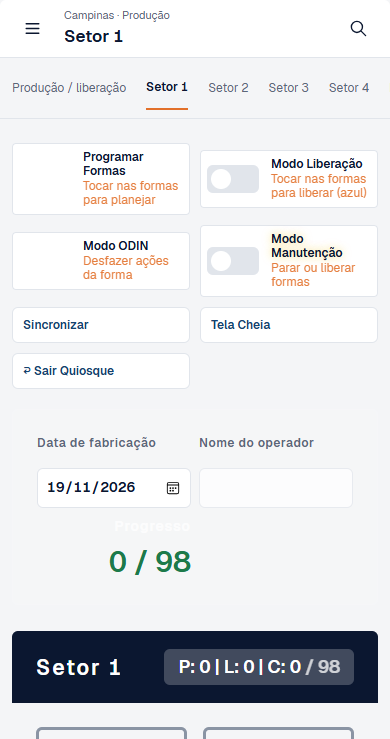 Campinas · Produção
Setor 1
Produção / liberação
Setor 1
Setor 2
Setor 3
Setor 4
Programar
Formas
Tocar nas formas
para planejar
Modo Liberação
Tocar nas formas
para liberar (azul)
Modo ODIN
Desfazer ações
da forma
Modo
Manutenção
Parar ou liberar
formas
Sincronizar
Tela Cheia
Sair Quiosque
Data de fabricação
Nome do operador
19/11/2026
Progresso
0 / 98
Setor 1
P: 0 | L: 0 | C: 0 / 98